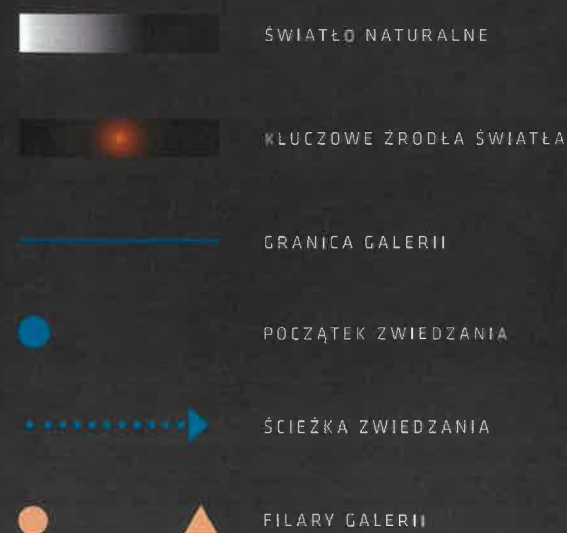 ŚWIATŁO NATURALNE
KLUCZOWE ŹRODŁA ŚWIATŁA
GRANICA GALERII
POCZĄTEK ZWIEDZANIA
ŚCIEŻKA ZWIEDZANIA
FILARY GALERII